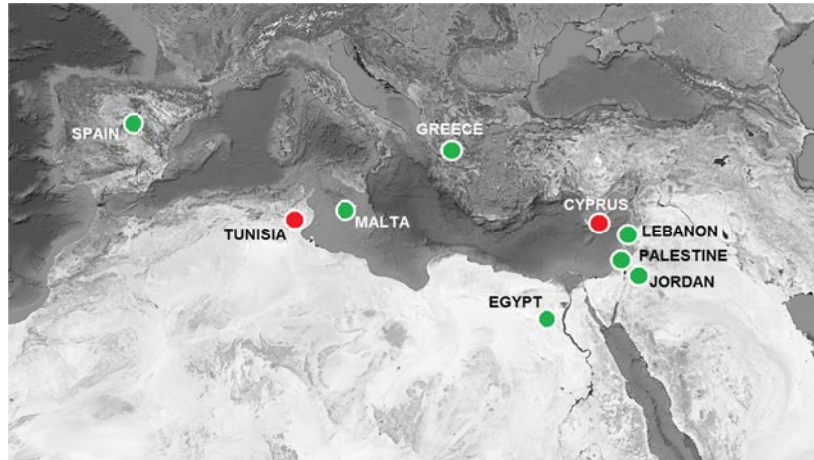 SPAIN
GREECE
CYPRUS
TUNISIA
MALTA
LEBANON
PALESTINE
JORDAN
EGYPT